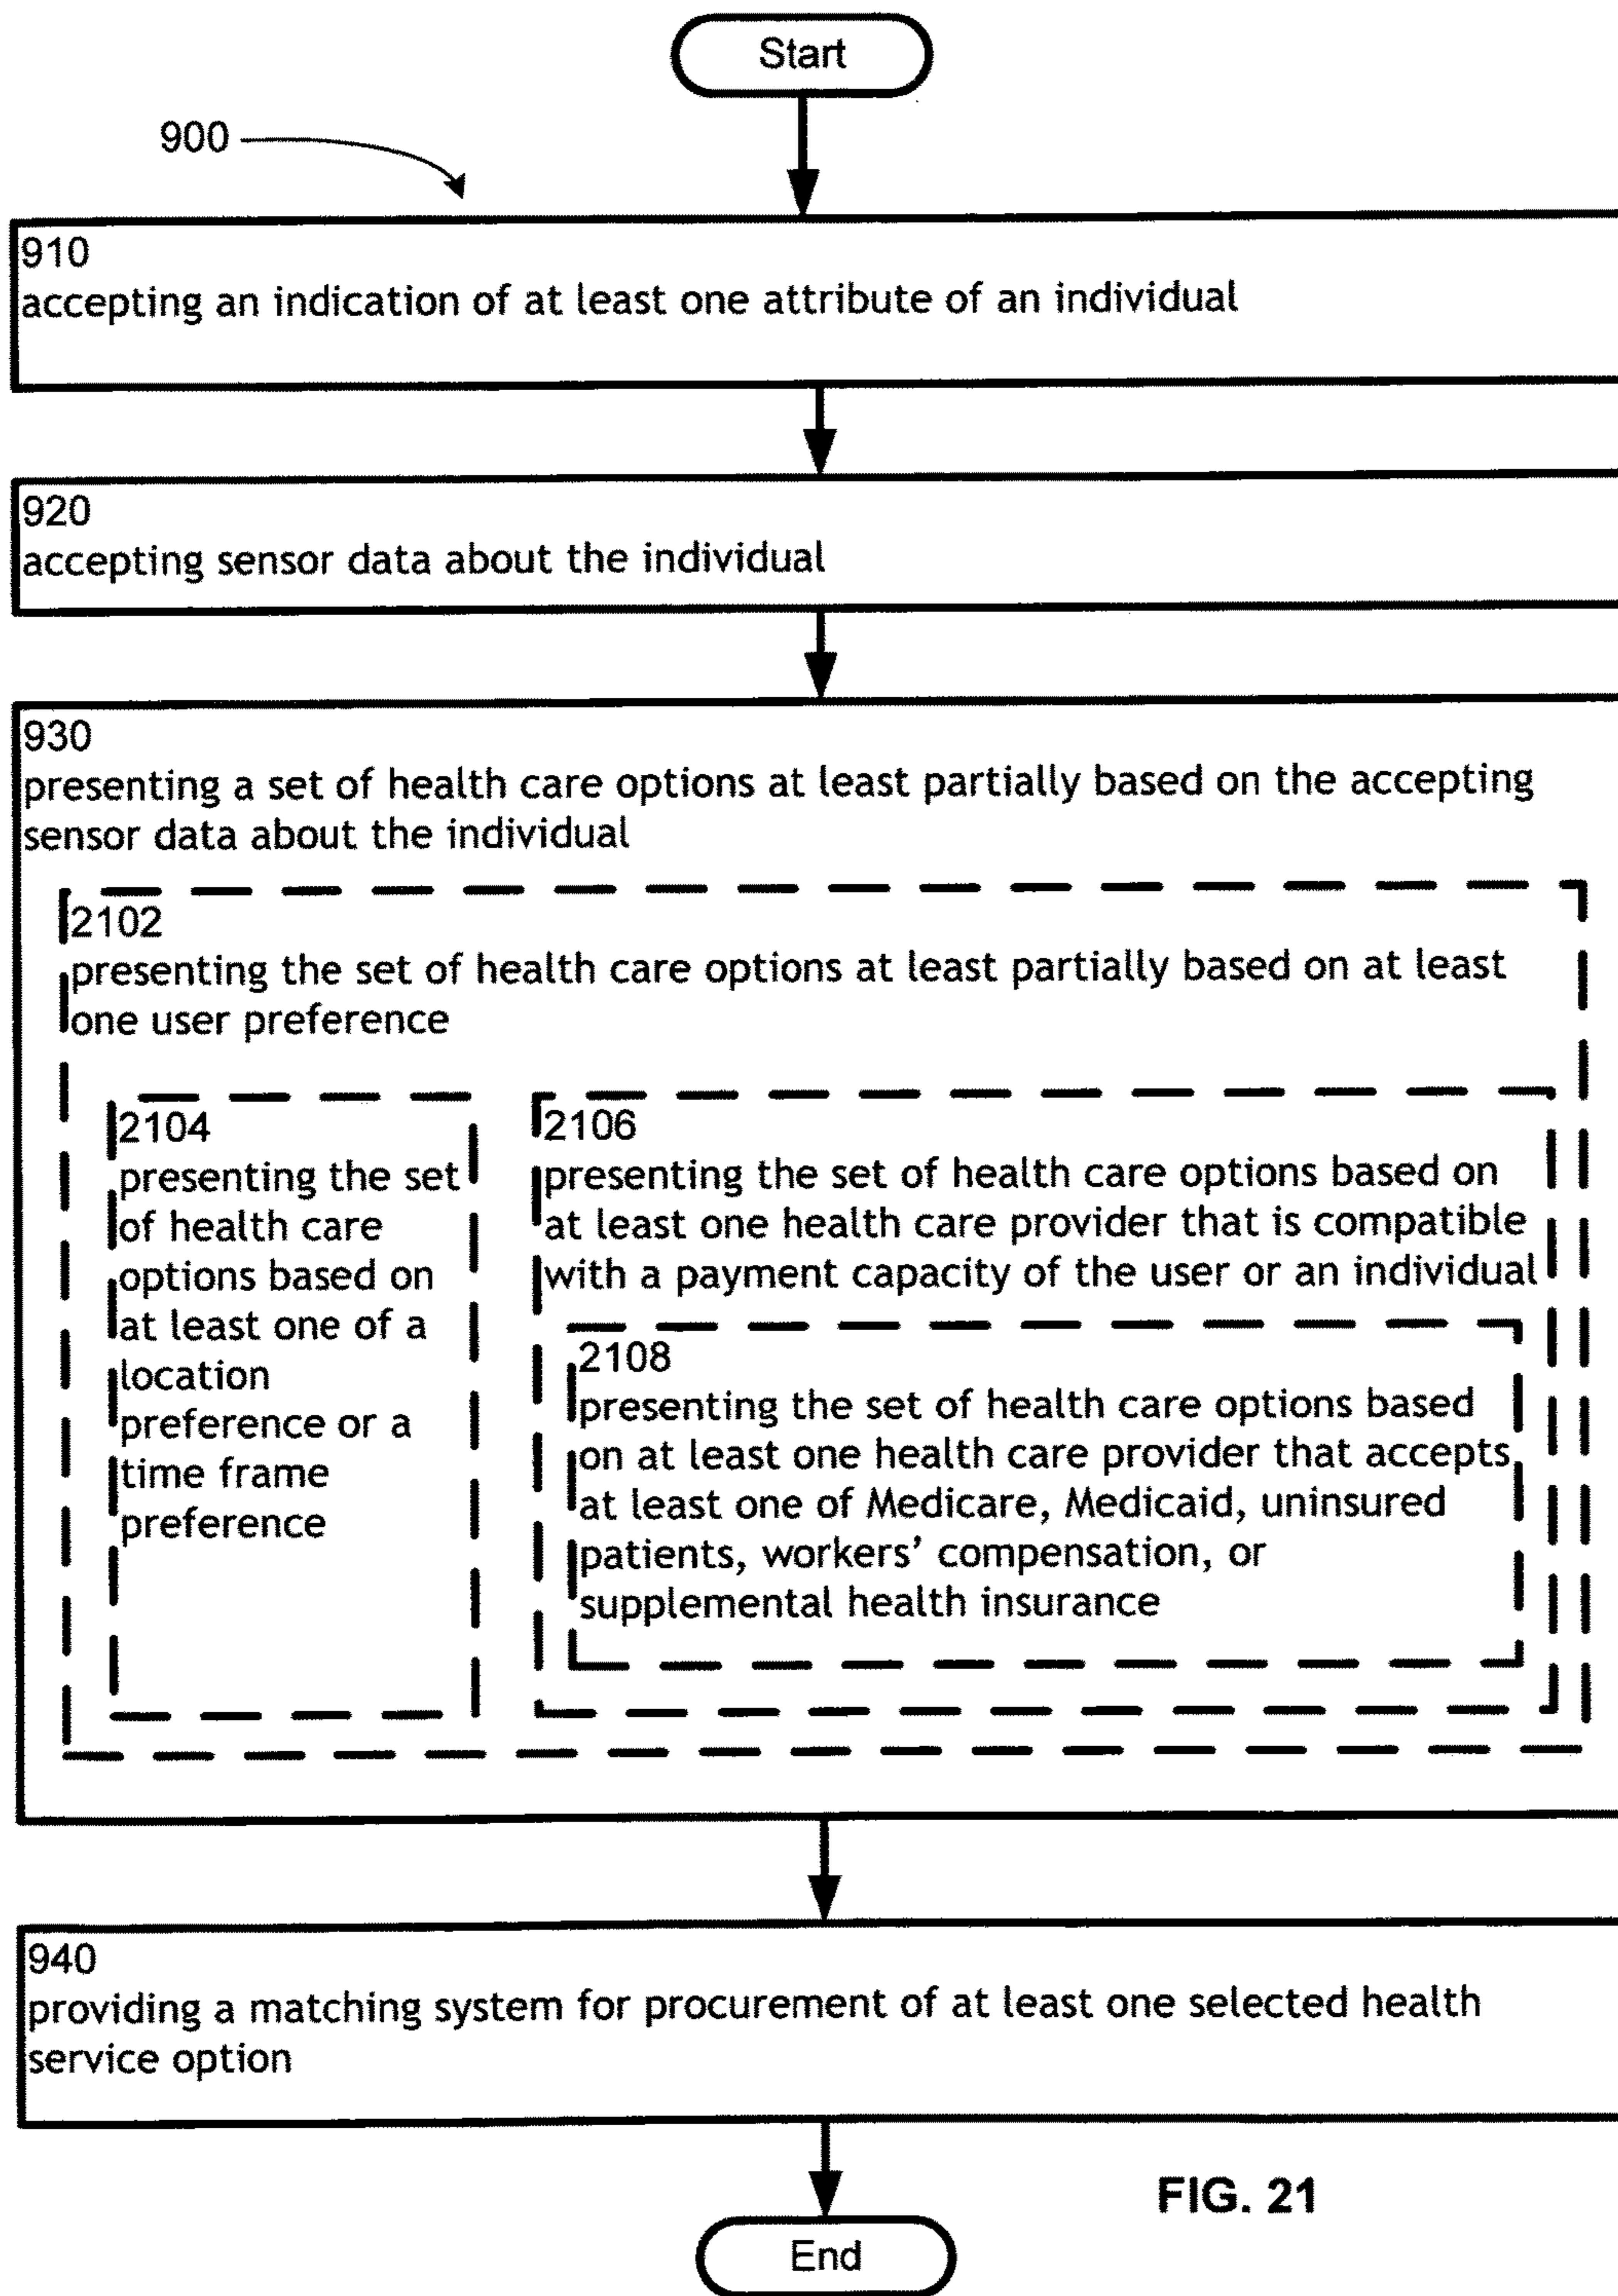 Start
900
910
accepting an indication of at least one attribute of an individual
920
accepting sensor data about the individual
930
presenting a set of health care options at least partially based on the accepting
sensor data about the individual
2102
presenting the set of health care options at least partially based on at least
one user preference
2104
presenting the set
of health care
options based on
at least one of a
location
preference or a
time frame
preference
2106
presenting the set of health care options based on
at least one health care provider that is compatible
with a payment capacity of the user or an individual
2108
presenting the set of health care options based
on at least one health care provider that accepts
at least one of Medicare, Medicaid, uninsured
patients, workers’ compensation, or
supplemental health insurance
940
providing a matching system for procurement of at least one selected health
service option
FIG. 21
End